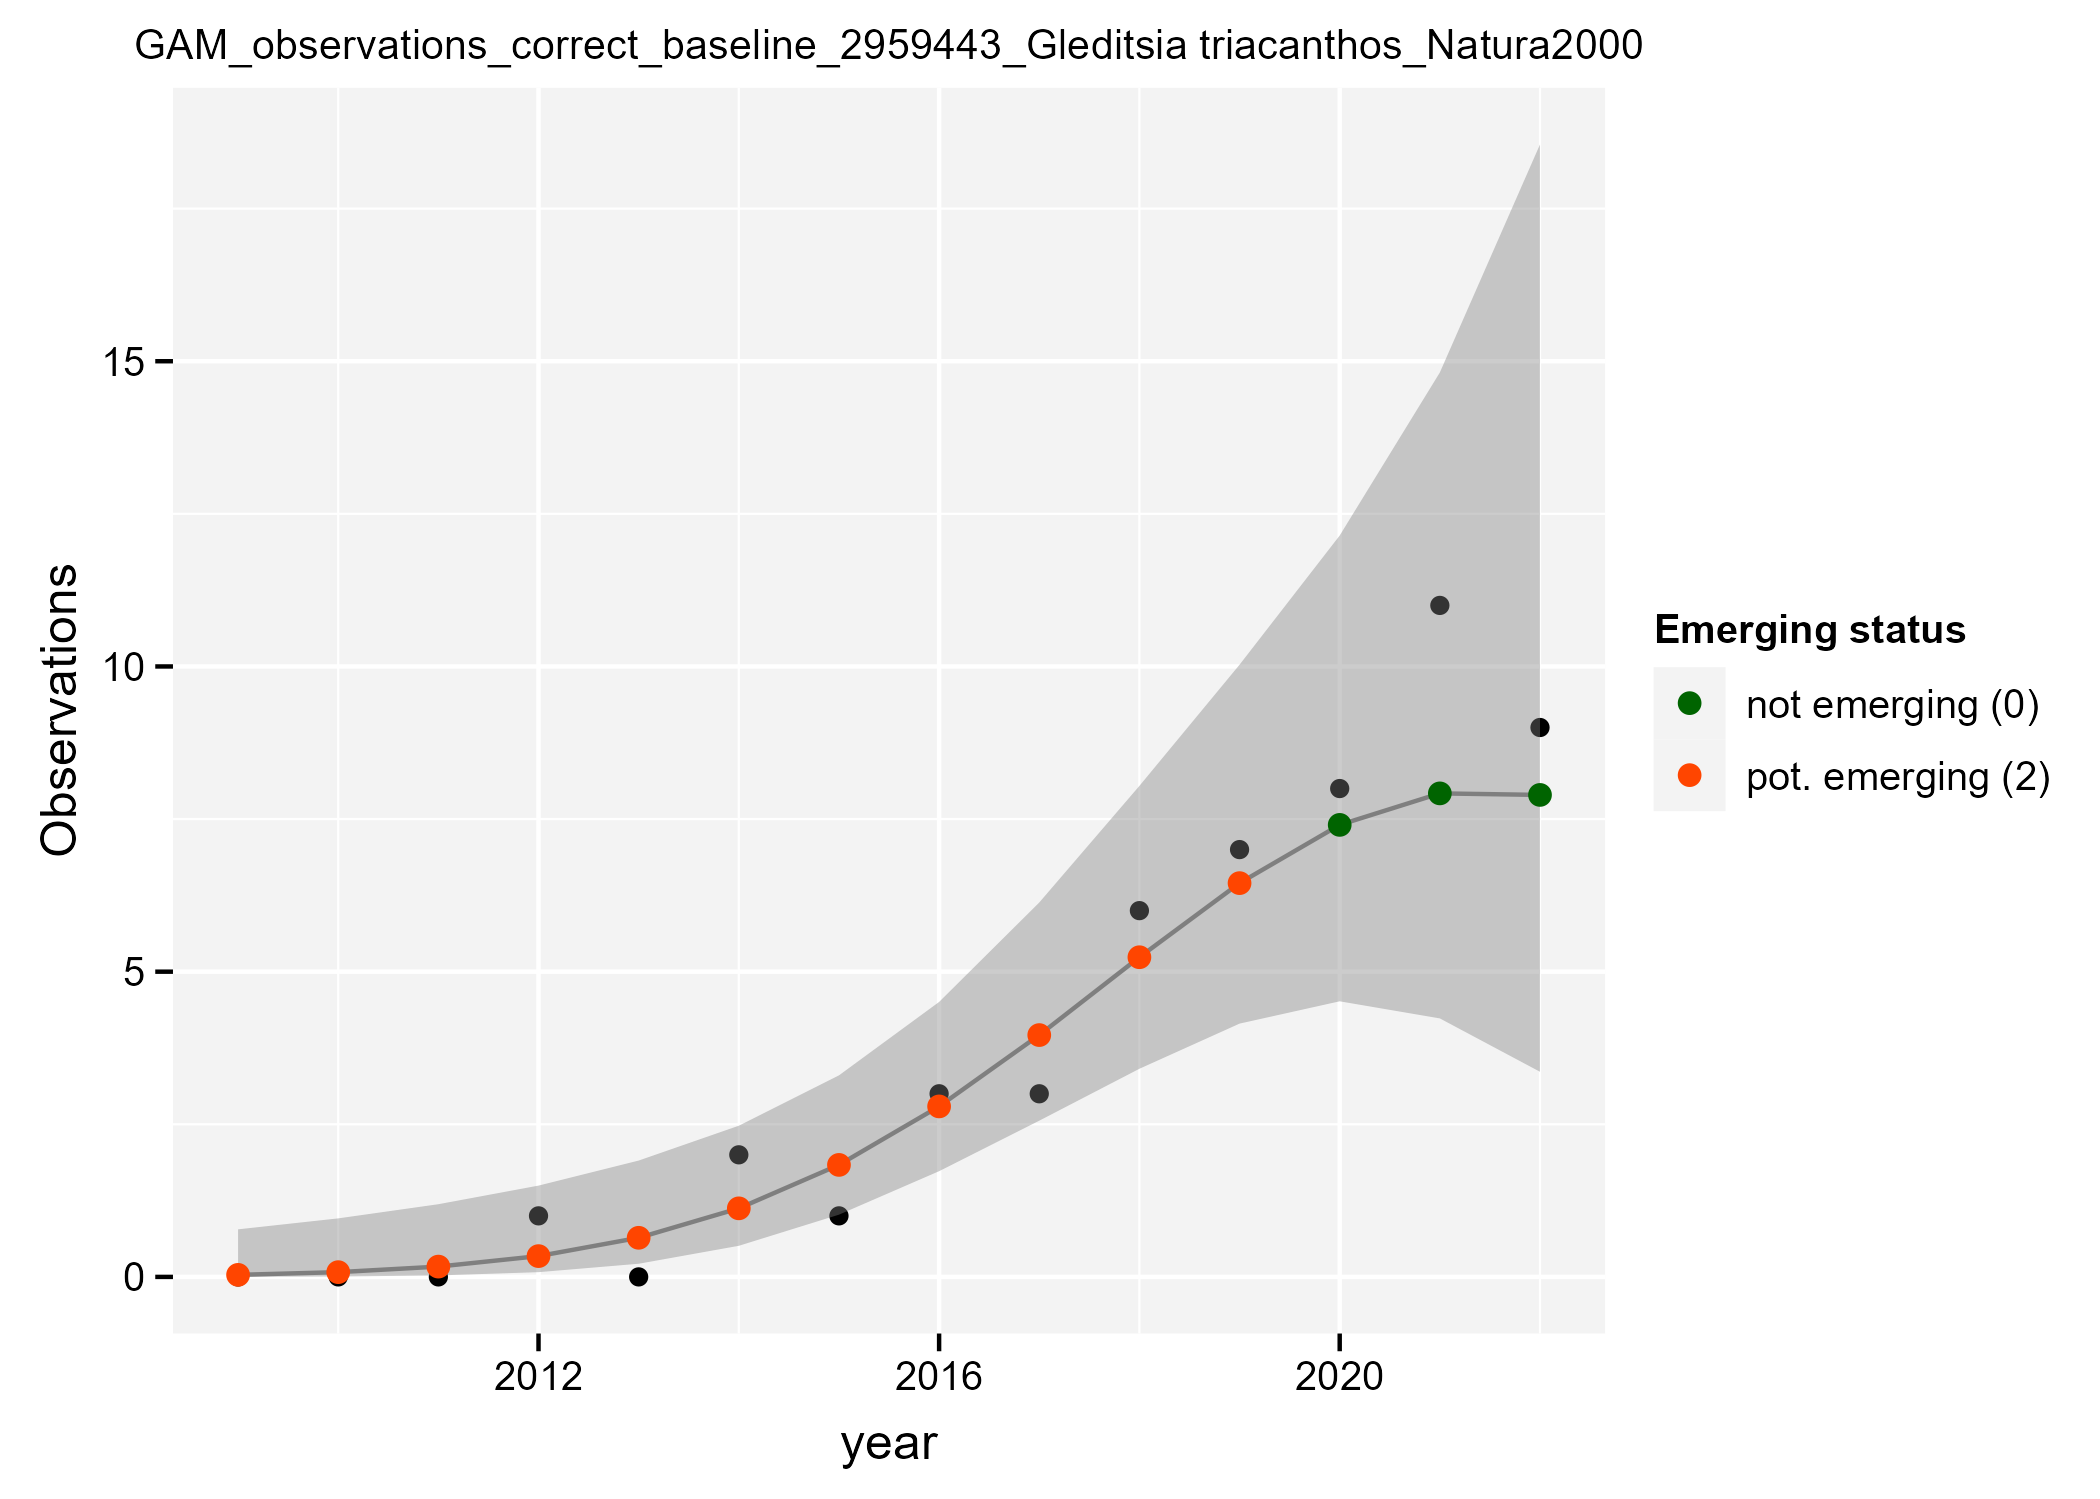 GAM_observations_correct_baseline_2959443_Gleditsia triacanthos_Natura2000
Observations
15
10
5
0
2012
2016
2020
year
Emerging status
not emerging (0)
pot. emerging (2)